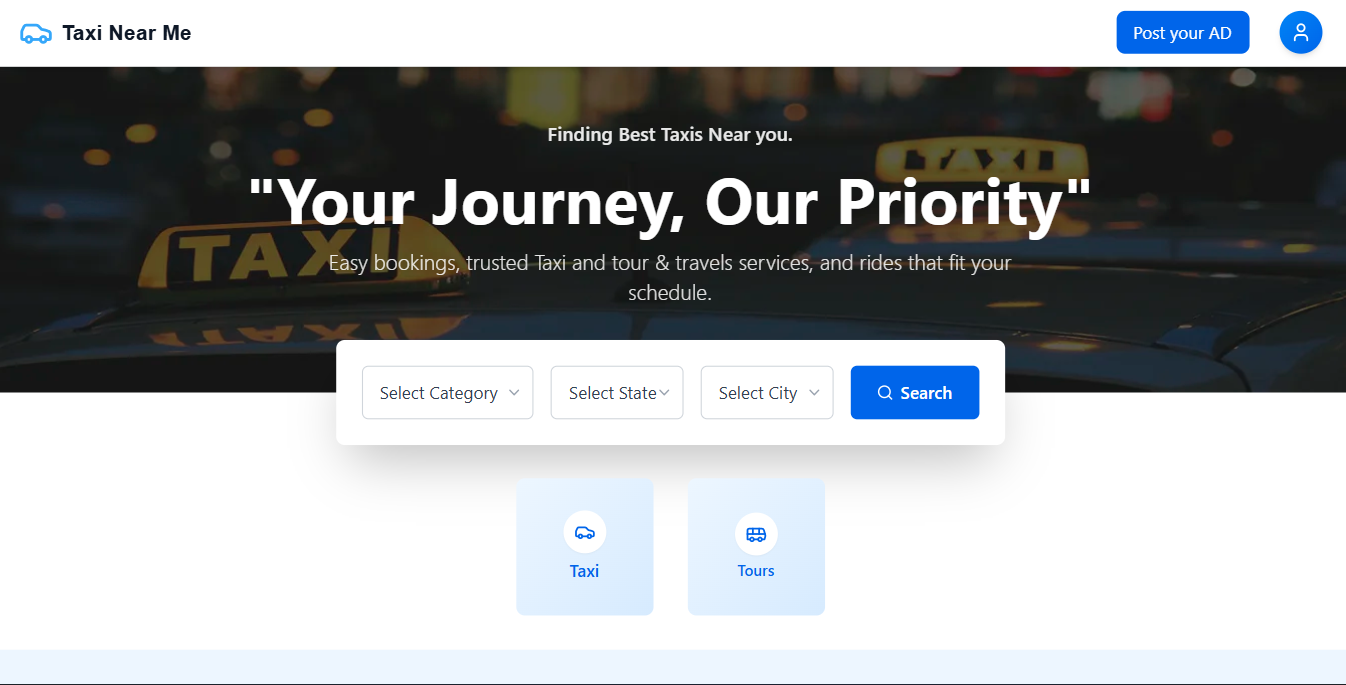 Taxi Near Me
Post your AD
Finding Best Taxis Near you.
"Your Journey, Our Priority"
TAXI
TAXI
Easy bookings, trusted Taxi and tour & travels services, and rides that fit your
schedule.
Select Category
Select State
Select City
Search
Taxi
Tours